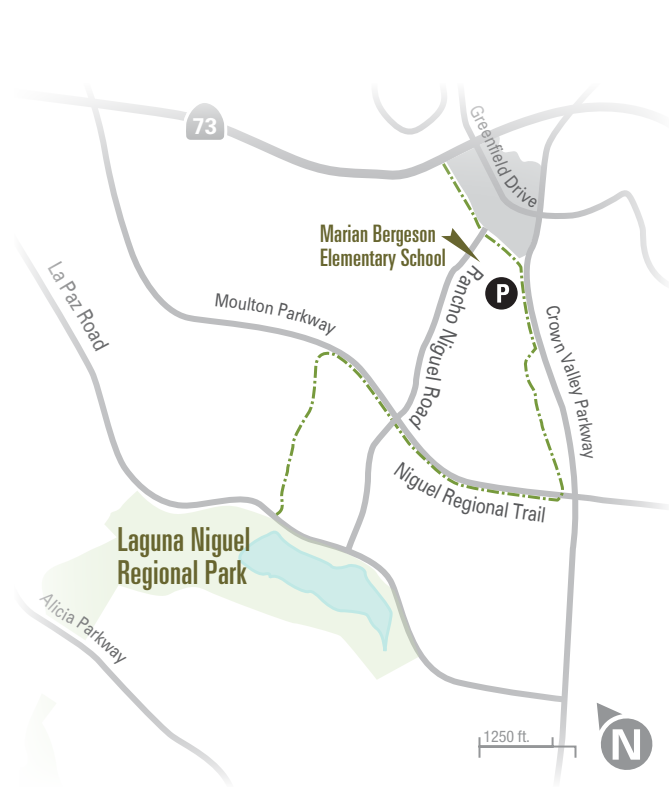 73
Greenfield Drive
Marian Bergeson
Elementary School
La Paz Road
Rancho Niguel Road
P
Moulton Parkway
Crown Valley Parkway
Niguel Regional Trail
Laguna Niguel
Regional Park
Alicia Parkway
1250 ft.
N